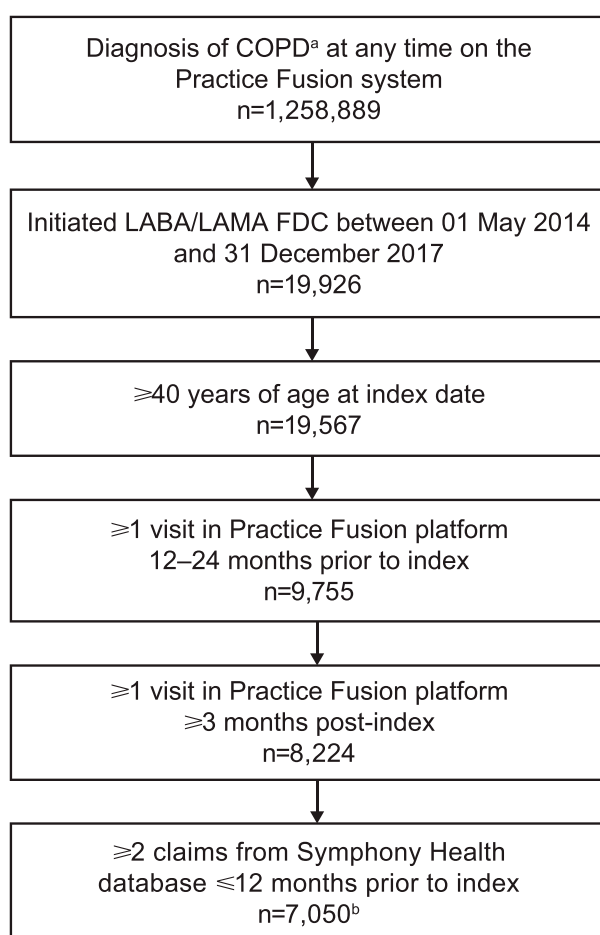 Diagnosis of COPDᵃ at any time on the
Practice Fusion system
n=1,258,889
Initiated LABA/LAMA FDC between 01 May 2014
and 31 December 2017
n=19,926
⩾40 years of age at index date
n=19,567
⩾1 visit in Practice Fusion platform
12–24 months prior to index
n=9,755
⩾1 visit in Practice Fusion platform
⩾3 months post-index
n=8,224
⩾2 claims from Symphony Health
database ⩽12 months prior to index
n=7,050ᵇ